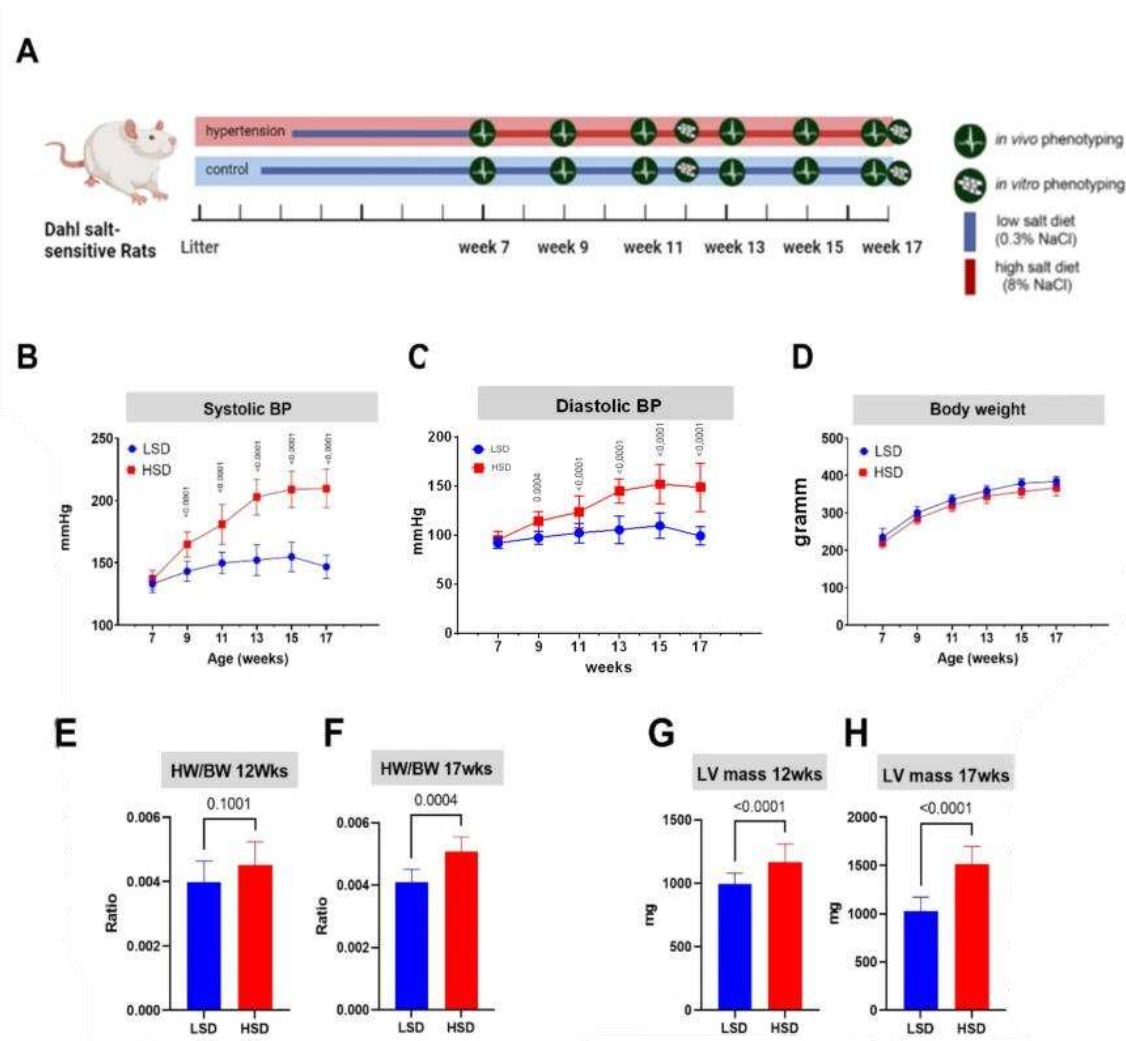 A
hypertension
control
Dahl salt-
sensitive Rats
Litter
week 7
week 9
week 11
week 13
week 15
week 17
in vivo phenotyping
in vitro phenotyping
low salt diet
(0.3% NaCl)
high salt diet
(8% NaCl)
B
Systolic BP
LSD
HSD
<0.0001
<0.0001
<0.0001
<0.0001
<0.0001
250
200
150
100
mmHg
7
9
11
13
15
17
Age (weeks)
C
Diastolic BP
LSD
HSD
0.0004
<0.0001
<0.0001
<0.0001
<0.0001
200
150
100
50
0
mmHg
7
9
11
13
15
17
weeks
D
Body weight
LSD
HSD
500
400
300
200
100
0
gramm
7
9
11
13
15
17
Age (weeks)
E
HW/BW 12Wks
0.1001
0.006
0.004
0.002
0.000
Ratio
LSD
HSD
F
HW/BW 17wks
0.0004
0.006
0.004
0.002
0.000
Ratio
LSD
HSD
G
LV mass 12wks
<0.0001
1500
1000
500
0
mg
LSD
HSD
H
LV mass 17wks
<0.0001
2000
1500
1000
500
0
mg
LSD
HSD